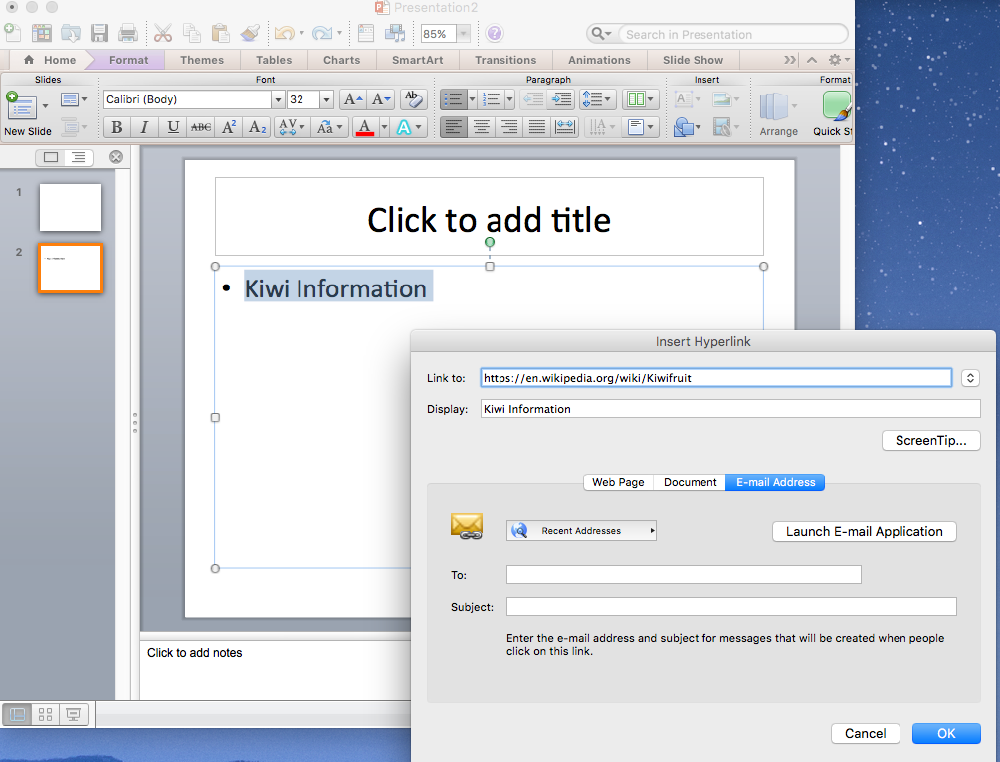 Presentation2
85%
Search in Presentation
Home Format Themes Tables Charts SmartArt Transitions Animations Slide Show
Slides Font Paragraph Insert Format
New Slide
Calibri (Body) 32 A A Ab
B I U ABC A2 A2 AV Aa A A
A
Arrange
Quick St
1
2
Click to add title
• Kiwi Information
Click to add notes
Insert Hyperlink
Link to: https://en.wikipedia.org/wiki/Kiwifruit
Display: Kiwi Information
ScreenTip...
Web Page Document E-mail Address
Recent Addresses
Launch E-mail Application
To:
Subject:
Enter the e-mail address and subject for messages that will be created when people
click on this link.
Cancel OK